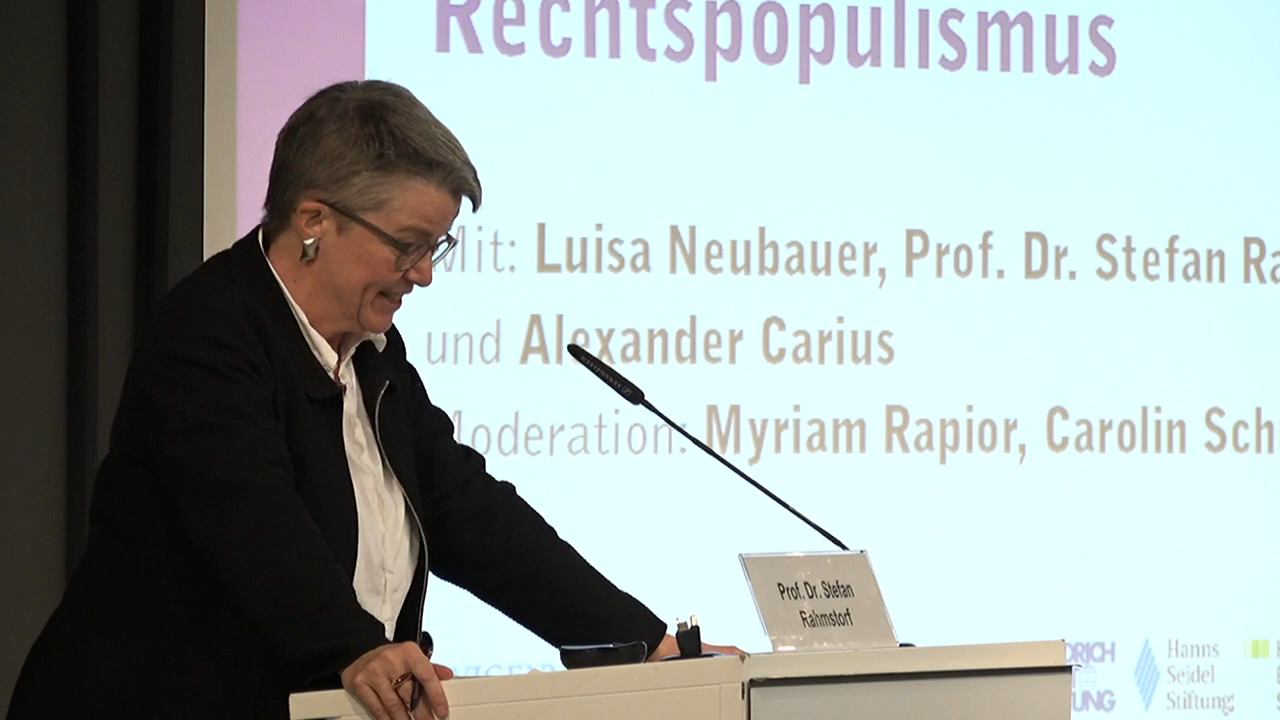 Rechtspopulismus
Mit: Luisa Neubauer, Prof. Dr. Stefan Ra
und Alexander Carius
Moderation: Myriam Rapior, Carolin Sch
Prof. Dr. Stefan
Rahmstorf
Hanns
Seidel
Stiftung